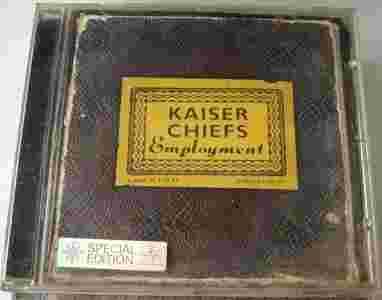 KAISER
CHIEFS
Employment
SPECIAL
EDITION